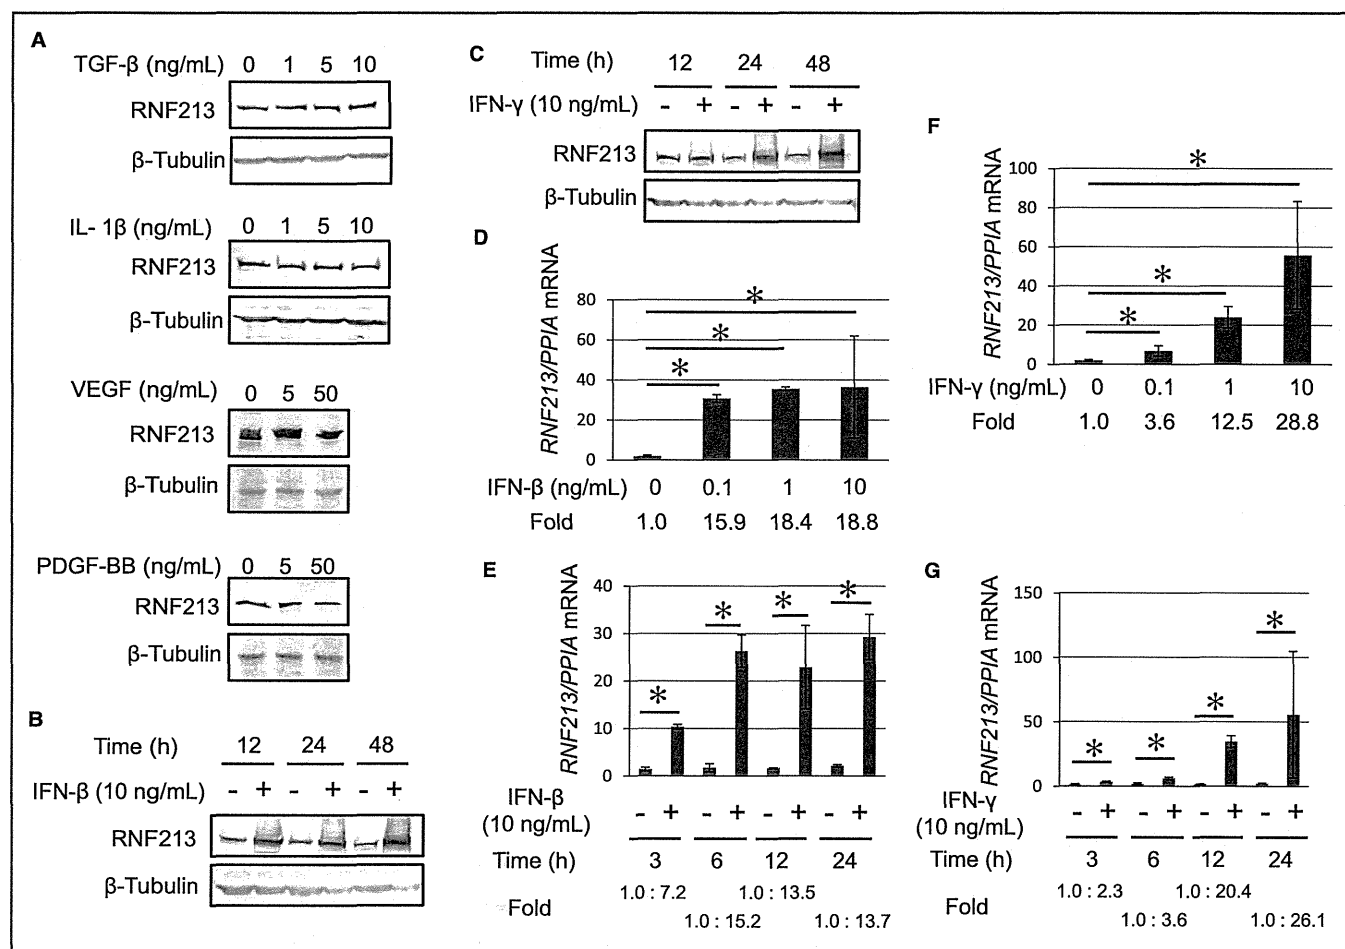 A
TGF-β (ng/mL) 0 1 5 10
RNF213
β-Tubulin
IL- 1β (ng/mL) 0 1 5 10
RNF213
β-Tubulin
VEGF (ng/mL) 0 5 50
RNF213
β-Tubulin
PDGF-BB (ng/mL) 0 5 50
RNF213
β-Tubulin
B
Time (h) 12 24 48
IFN-β (10 ng/mL) - + - + - +
RNF213
β-Tubulin
C
Time (h) 12 24 48
IFN-γ (10 ng/mL) - + - + - +
RNF213
β-Tubulin
D
RNF213/PPIA mRNA
80
60
40
20
0
* * *
IFN-β (ng/mL) 0 0.1 1 10
Fold 1.0 15.9 18.4 18.8
E
RNF213/PPIA mRNA
40
30
20
10
0
* * * *
IFN-β
(10 ng/mL) - + - + - + - +
Time (h) 3 6 12 24
Fold
1.0 : 7.2 1.0 : 13.5
1.0 : 15.2 1.0 : 13.7
F
RNF213/PPIA mRNA
100
80
60
40
20
0
* * *
IFN-γ (ng/mL) 0 0.1 1 10
Fold 1.0 3.6 12.5 28.8
G
RNF213/PPIA mRNA
150
100
50
0
* * * *
IFN-γ
(10 ng/mL) - + - + - + - +
Time (h) 3 6 12 24
Fold
1.0 : 2.3 1.0 : 20.4
1.0 : 3.6 1.0 : 26.1